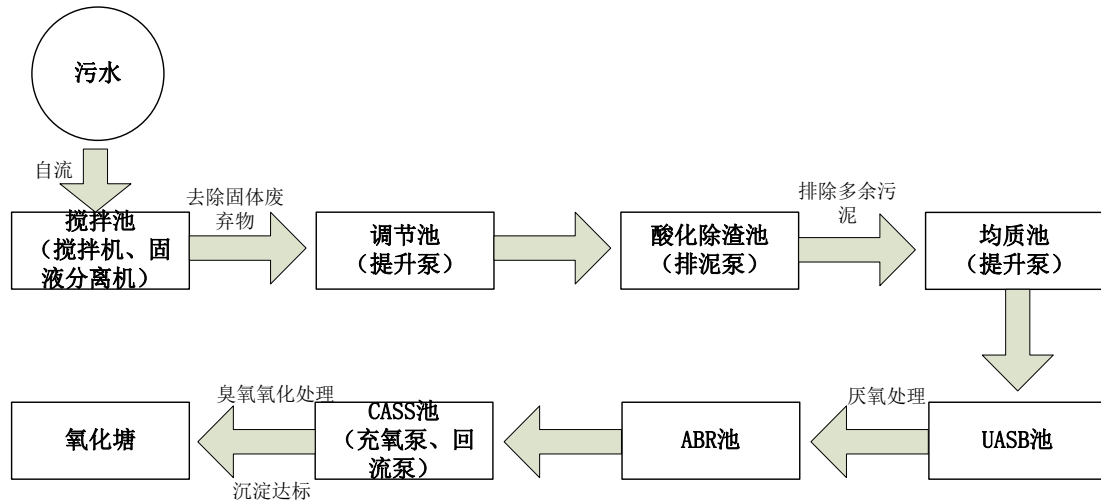 污水
自流
搅拌池
（搅拌机、固
液分离机）
去除固体废
弃物
调节池
（提升泵）
酸化除渣池
（排泥泵）
排除多余污
泥
均质池
（提升泵）
UASB池
厌氧处理
ABR池
CASS池
（充氧泵、回
流泵）
臭氧氧化处理
沉淀达标
氧化塘